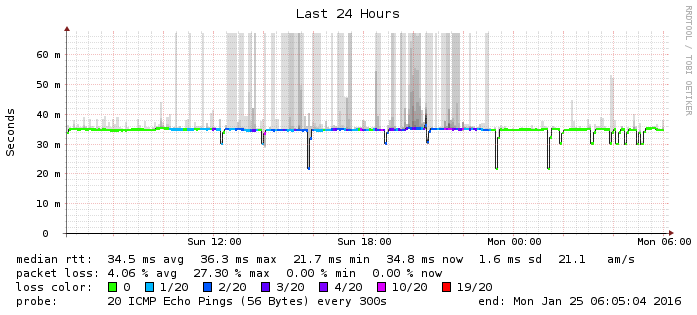 Last 24 Hours
RRDTOOL / TOBI OETIKER
Seconds
60 m
50 m
40 m
30 m
20 m
10 m
0
Sun 12:00 Sun 18:00 Mon 00:00 Mon 06:00
median rtt: 34.5 ms avg 36.3 ms max 21.7 ms min 34.8 ms now 1.6 ms sd 21.1 am/s
packet loss: 4.06 % avg 27.30 % max 0.00 % min 0.00 % now
loss color: 0 1/20 2/20 3/20 4/20 10/20 19/20
probe: 20 ICMP Echo Pings (56 Bytes) every 300s end: Mon Jan 25 06:05:04 2016